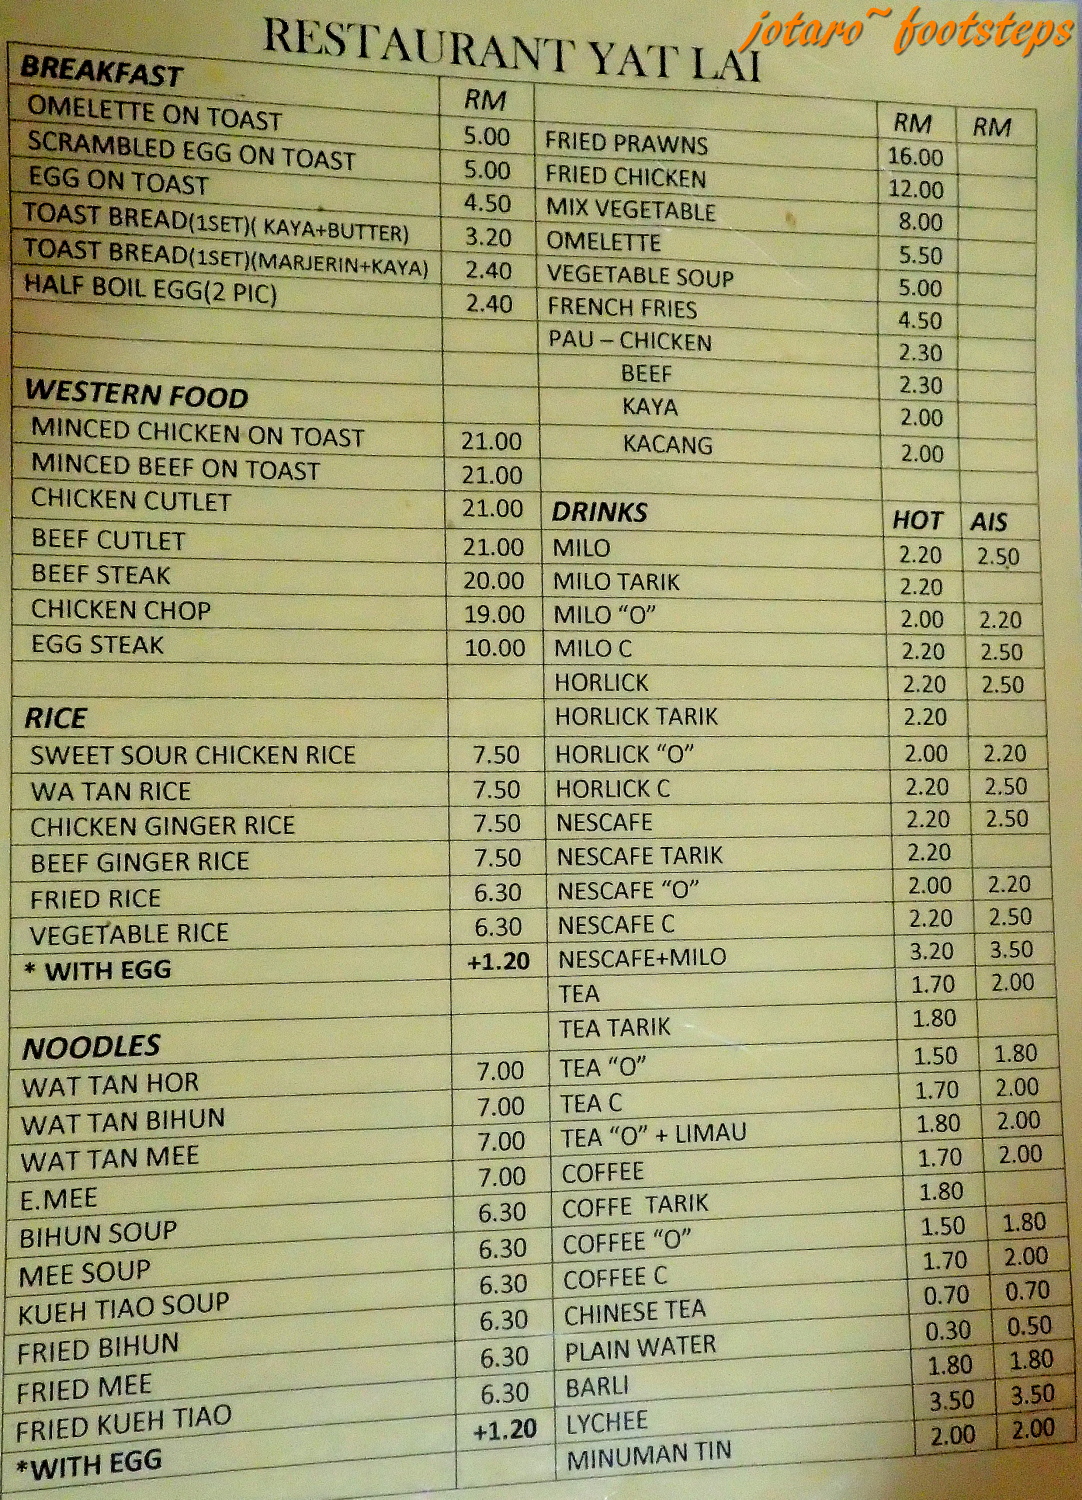 jotaro~footsteps
RESTAURANT YAT LAI
BREAKFAST RM
OMELETTE ON TOAST 5.00
SCRAMBLED EGG ON TOAST 5.00
EGG ON TOAST 4.50
TOAST BREAD(1SET)( KAYA+BUTTER) 3.20
TOAST BREAD(1SET)(MARJERIN+KAYA) 2.40
HALF BOIL EGG(2 PIC) 2.40
WESTERN FOOD
MINCED CHICKEN ON TOAST 21.00
MINCED BEEF ON TOAST 21.00
CHICKEN CUTLET 21.00
BEEF CUTLET 21.00
BEEF STEAK 20.00
CHICKEN CHOP 19.00
EGG STEAK 10.00
RICE
SWEET SOUR CHICKEN RICE 7.50
WA TAN RICE 7.50
CHICKEN GINGER RICE 7.50
BEEF GINGER RICE 7.50
FRIED RICE 6.30
VEGETABLE RICE 6.30
* WITH EGG +1.20
NOODLES
WAT TAN HOR 7.00
WAT TAN BIHUN 7.00
WAT TAN MEE 7.00
E.MEE 7.00
BIHUN SOUP 6.30
MEE SOUP 6.30
KUEH TIAO SOUP 6.30
FRIED BIHUN 6.30
FRIED MEE 6.30
FRIED KUEH TIAO 6.30
*WITH EGG +1.20
RM RM
FRIED PRAWNS 16.00
FRIED CHICKEN 12.00
MIX VEGETABLE 8.00
OMELETTE 5.50
VEGETABLE SOUP 5.00
FRENCH FRIES 4.50
PAU – CHICKEN 2.30
BEEF 2.30
KAYA 2.00
KACANG 2.00
DRINKS HOT AIS
MILO 2.20 2.50
MILO TARIK 2.20
MILO “O” 2.00 2.20
MILO C 2.20 2.50
HORLICK 2.20 2.50
HORLICK TARIK 2.20
HORLICK “O” 2.00 2.20
HORLICK C 2.20 2.50
NESCAFE 2.20 2.50
NESCAFE TARIK 2.20
NESCAFE “O” 2.00 2.20
NESCAFE C 2.20 2.50
NESCAFE+MILO 3.20 3.50
TEA 1.70 2.00
TEA TARIK 1.80
TEA “O” 1.50 1.80
TEA C 1.70 2.00
TEA “O” + LIMAU 1.80 2.00
COFFEE 1.70 2.00
COFFE TARIK 1.80
COFFEE “O” 1.50 1.80
COFFEE C 1.70 2.00
CHINESE TEA 0.70 0.70
PLAIN WATER 0.30 0.50
BARLI 1.80 1.80
LYCHEE 3.50 3.50
MINUMAN TIN 2.00 2.00